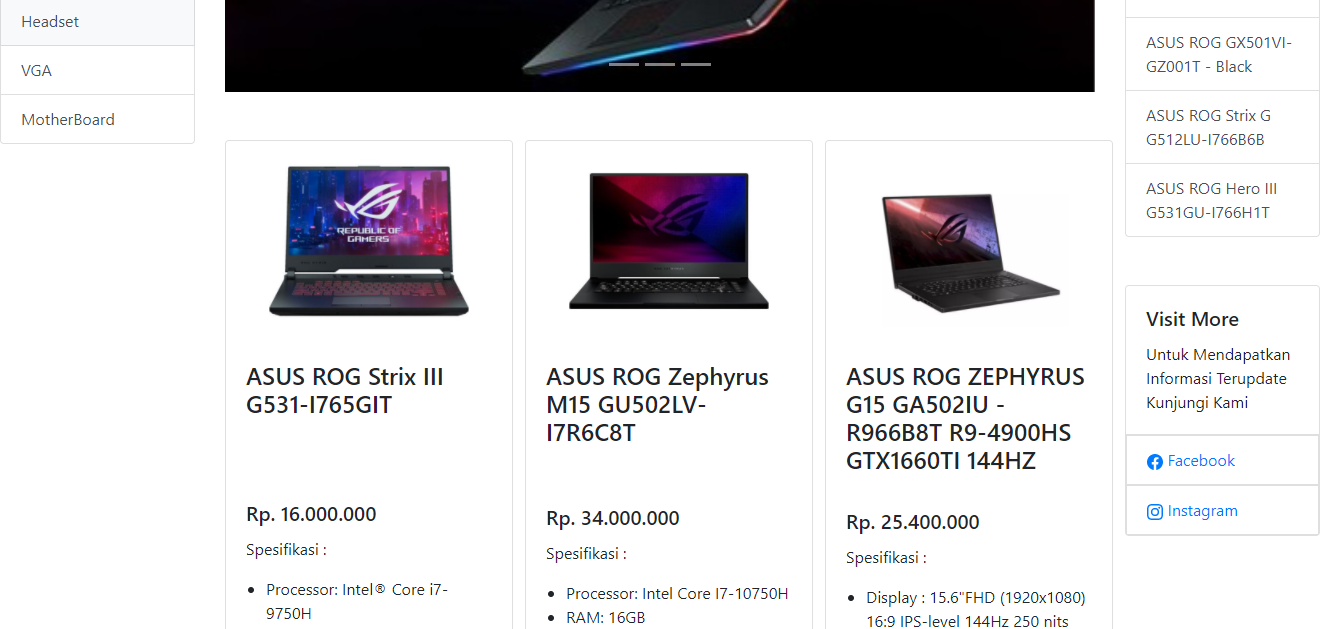 Headset
VGA
MotherBoard
REPUBLIC OF
GAMERS
ASUS ROG Strix III
G531-I765GIT
Rp. 16.000.000
Spesifikasi :
Processor: Intel® Core i7-
9750H
ASUS ROG Zephyrus
M15 GU502LV-
I7R6C8T
Rp. 34.000.000
Spesifikasi :
Processor: Intel Core I7-10750H
RAM: 16GB
ASUS ROG ZEPHYRUS
G15 GA502IU -
R966B8T R9-4900HS
GTX1660TI 144HZ
Rp. 25.400.000
Spesifikasi :
Display : 15.6"FHD (1920x1080)
16:9 IPS-level 144Hz 250 nits
ASUS ROG GX501VI-
GZ001T - Black
ASUS ROG Strix G
G512LU-I766B6B
ASUS ROG Hero III
G531GU-I766H1T
Visit More
Untuk Mendapatkan
Informasi Terupdate
Kunjungi Kami
Facebook
Instagram